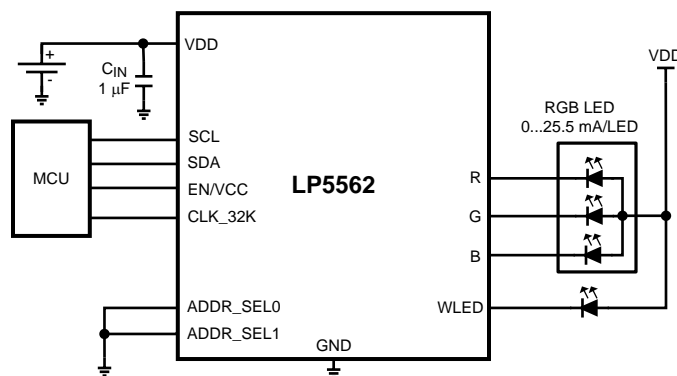 VDD
+
-
C_IN
1 μF
MCU
SCL
SDA
EN/VCC
CLK_32K
ADDR_SEL0
ADDR_SEL1
LP5562
GND
R
G
B
WLED
RGB LED
0...25.5 mA/LED
VDD